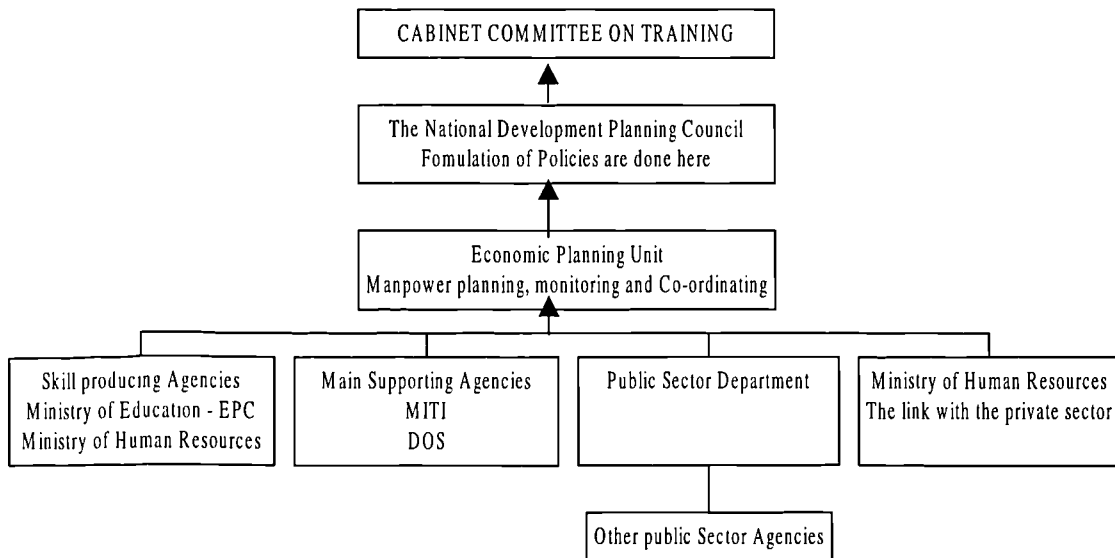 CABINET COMMITTEE ON TRAINING
The National Development Planning Council
Fomulation of Policies are done here
Economic Planning Unit
Manpower planning, monitoring and Co-ordinating
Skill producing Agencies
Ministry of Education - EPC
Ministry of Human Resources
Main Supporting Agencies
MITI
DOS
Public Sector Department
Ministry of Human Resources
The link with the private sector
Other public Sector Agencies